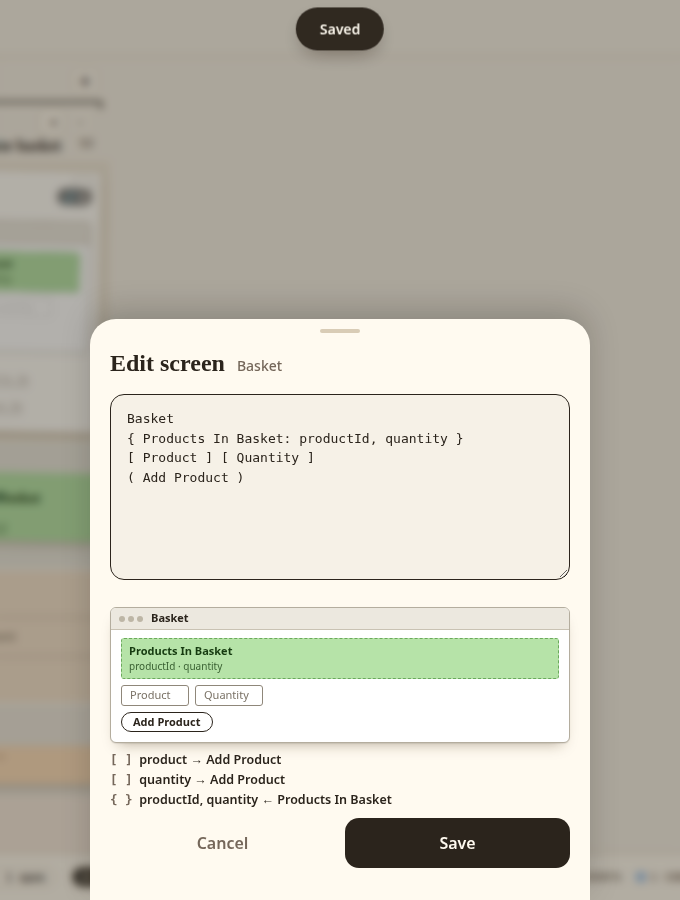 Saved
Edit screen Basket
Basket
{ Products In Basket: productId, quantity }
[ Product ] [ Quantity ]
( Add Product )
Basket
Products In Basket
productId · quantity
Product Quantity
Add Product
[ ] product → Add Product
[ ] quantity → Add Product
{ } productId, quantity ← Products In Basket
Cancel Save